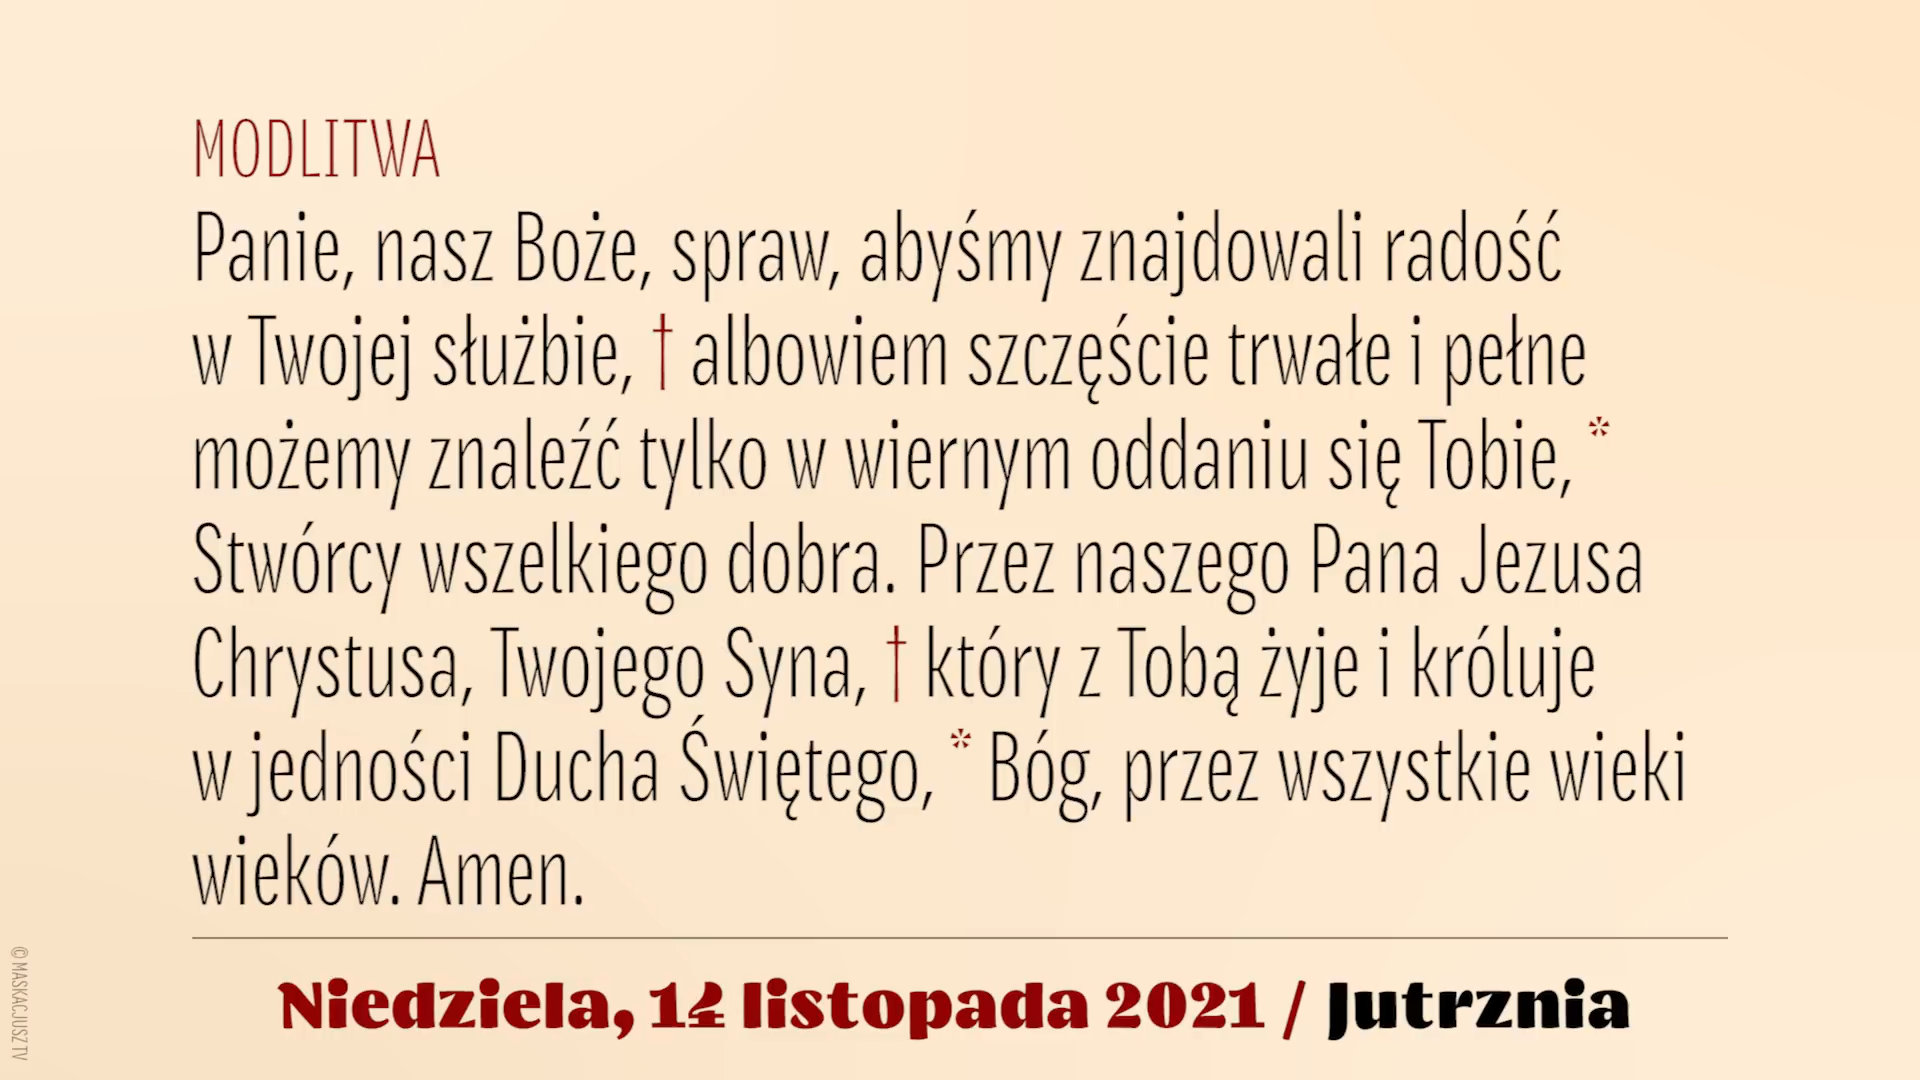 MODLITWA
Panie, nasz Boże, spraw, abyśmy znajdowali radość
w Twojej służbie, † albowiem szczęście trwałe i pełne
możemy znaleźć tylko w wiernym oddaniu się Tobie, *
Stwórcy wszelkiego dobra. Przez naszego Pana Jezusa
Chrystusa, Twojego Syna, † który z Tobą żyje i króluje
w jedności Ducha Świętego, * Bóg, przez wszystkie wieki
wieków. Amen.
Niedziela, 14 listopada 2021 / Jutrznia
© MASKACJUSZ TV